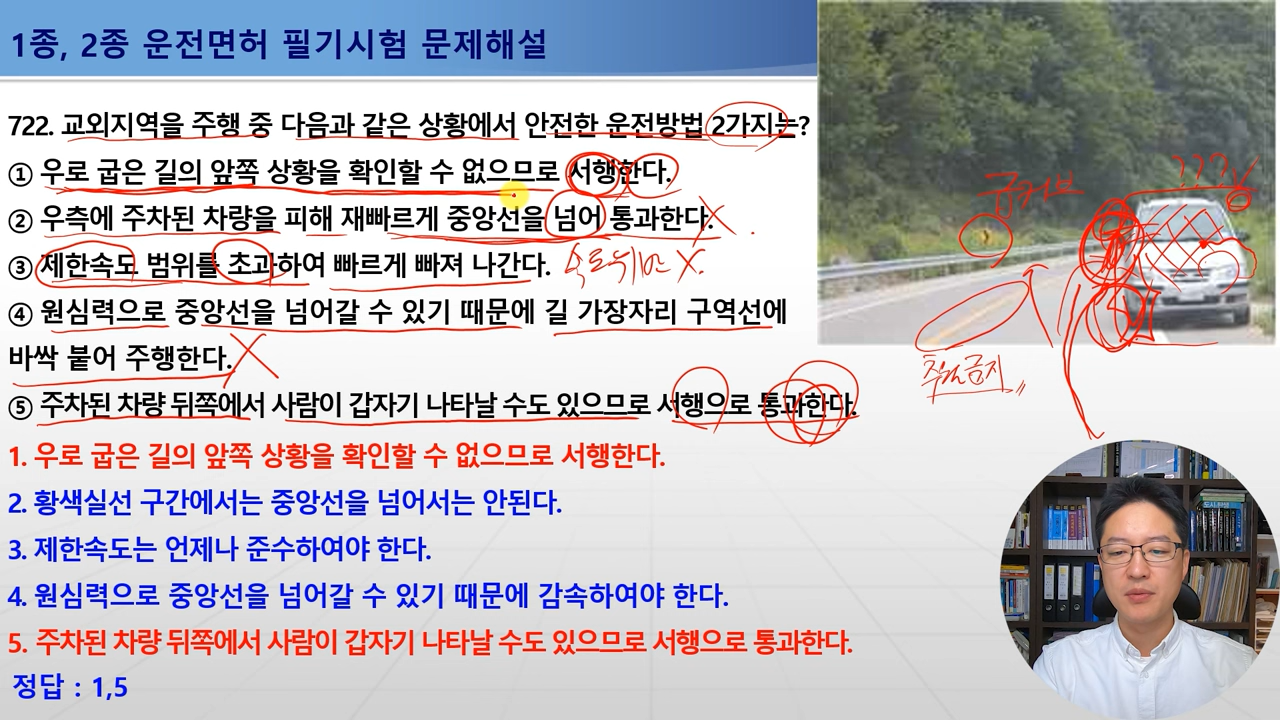 1종, 2종 운전면허 필기시험 문제해설
722. 교외지역을 주행 중 다음과 같은 상황에서 안전한 운전방법 2가지는?
① 우로 굽은 길의 앞쪽 상황을 확인할 수 없으므로 서행한다.
② 우측에 주차된 차량을 피해 재빠르게 중앙선을 넘어 통과한다.
③ 제한속도 범위를 초과하여 빠르게 빠져 나간다.
④ 원심력으로 중앙선을 넘어갈 수 있기 때문에 길 가장자리 구역선에
바싹 붙어 주행한다.
⑤ 주차된 차량 뒤쪽에서 사람이 갑자기 나타날 수도 있으므로 서행으로 통과한다.
1. 우로 굽은 길의 앞쪽 상황을 확인할 수 없으므로 서행한다.
2. 황색실선 구간에서는 중앙선을 넘어서는 안된다.
3. 제한속도는 언제나 준수하여야 한다.
4. 원심력으로 중앙선을 넘어갈 수 있기 때문에 감속하여야 한다.
5. 주차된 차량 뒤쪽에서 사람이 갑자기 나타날 수도 있으므로 서행으로 통과한다.
정답 : 1,5
급커브
???